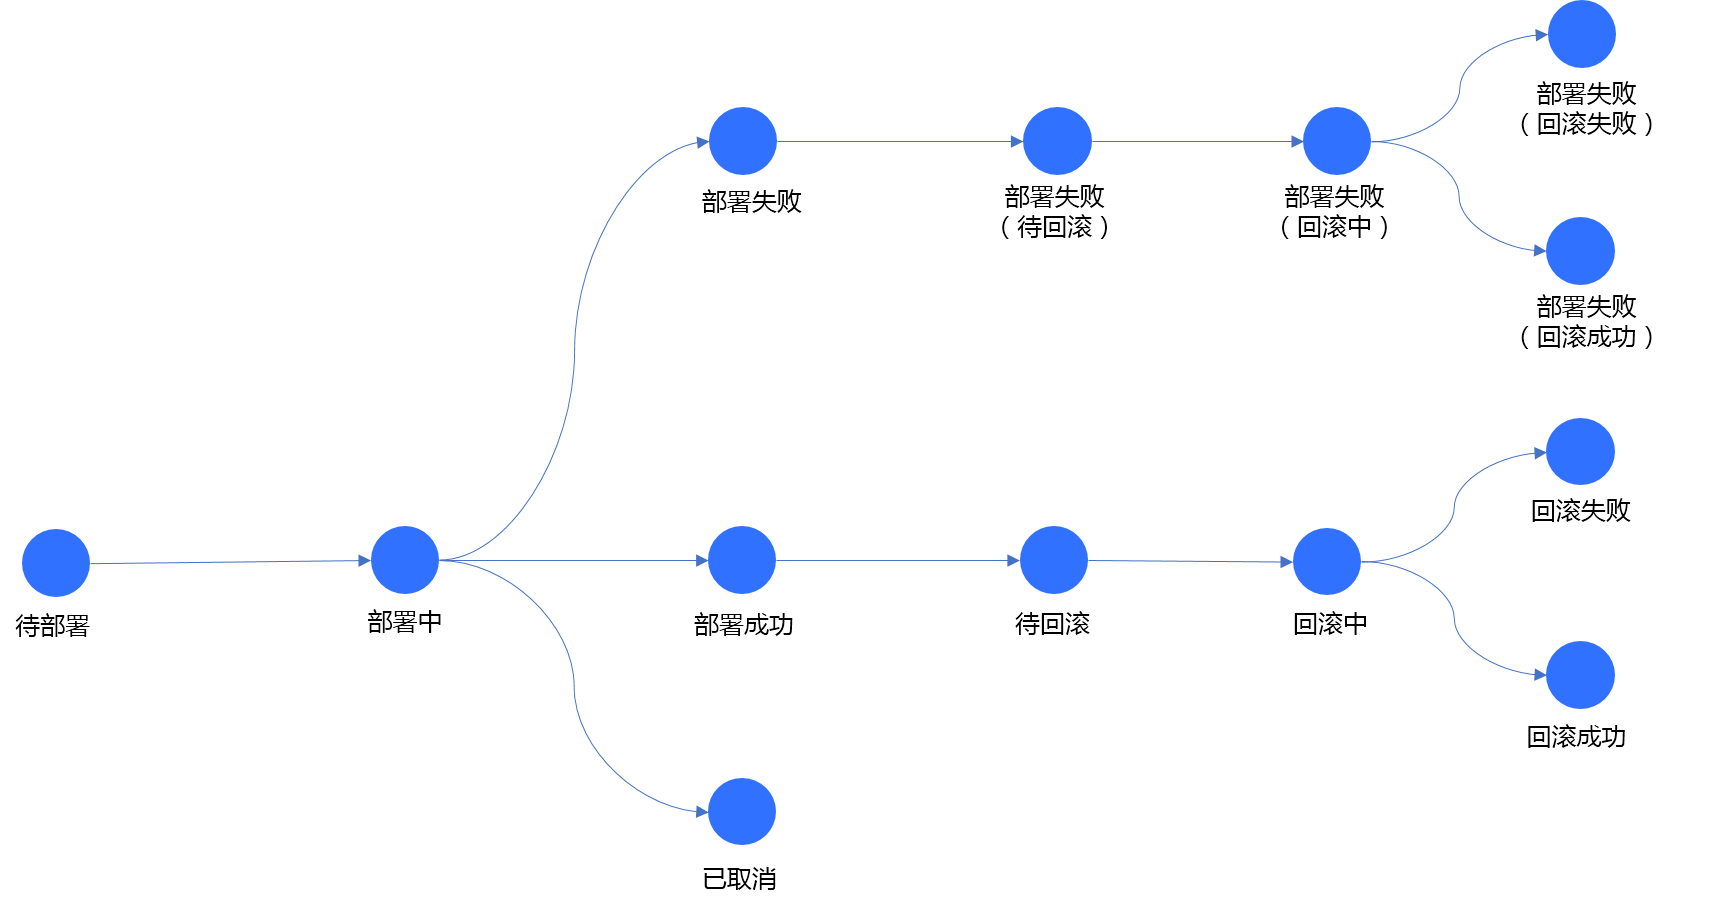 部署失败
（回滚失败）
部署失败
部署失败
（待回滚）
部署失败
（回滚中）
部署失败
（回滚成功）
回滚失败
待部署
部署中
部署成功
待回滚
回滚中
回滚成功
已取消